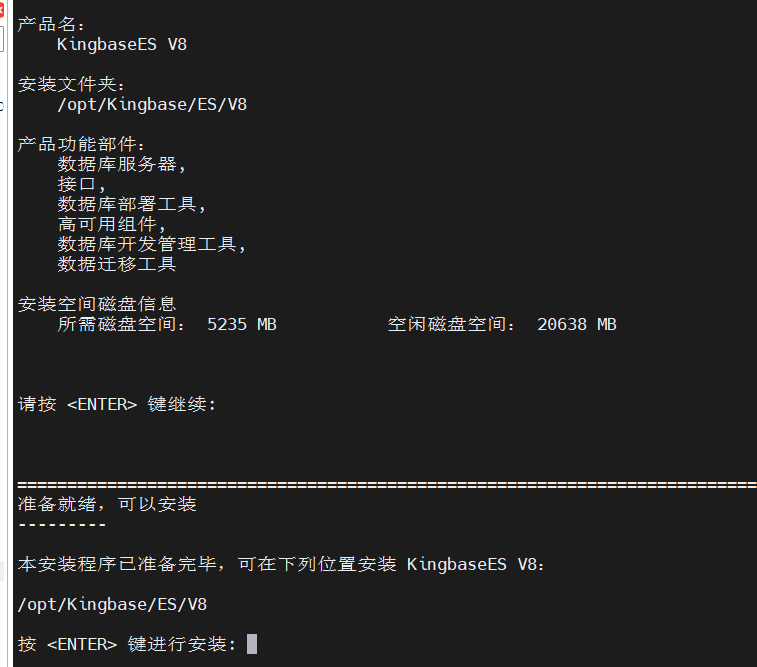 产品名:
KingbaseES V8
安装文件夹:
/opt/Kingbase/ES/V8
产品功能部件:
数据库服务器,
接口,
数据库部署工具,
高可用组件,
数据库开发管理工具,
数据迁移工具
安装空间磁盘信息
所需磁盘空间: 5235 MB 空闲磁盘空间: 20638 MB
请按 <ENTER> 键继续:
===========================================================================
准备就绪，可以安装
---------
本安装程序已准备完毕，可在下列位置安装 KingbaseES V8:
/opt/Kingbase/ES/V8
按 <ENTER> 键进行安装: